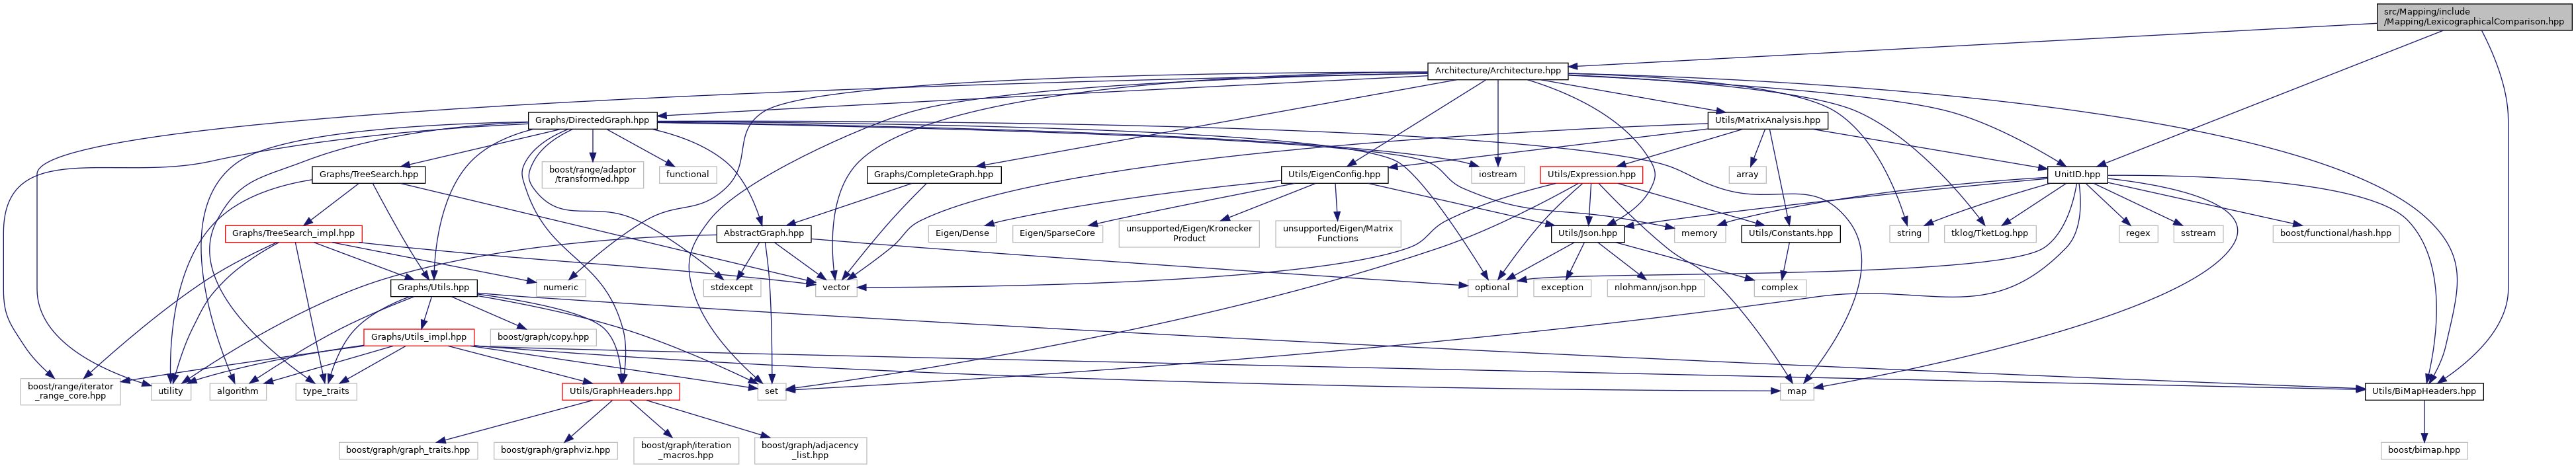 src/Mapping/include
/Mapping/LexicographicalComparison.hpp
Architecture/Architecture.hpp
Graphs/DirectedGraph.hpp
Utils/MatrixAnalysis.hpp
Graphs/TreeSearch.hpp
boost/range/adaptor
/transformed.hpp
functional
Graphs/CompleteGraph.hpp
Utils/EigenConfig.hpp
iostream
Utils/Expression.hpp
array
UnitID.hpp
Graphs/TreeSearch_impl.hpp
AbstractGraph.hpp
Eigen/Dense
Eigen/SparseCore
unsupported/Eigen/Kronecker
Product
unsupported/Eigen/Matrix
Functions
Utils/Json.hpp
memory
Utils/Constants.hpp
string
tklog/TketLog.hpp
regex
sstream
boost/functional/hash.hpp
Graphs/Utils.hpp
numeric
stdexcept
vector
optional
exception
nlohmann/json.hpp
complex
Graphs/Utils_impl.hpp
boost/graph/copy.hpp
boost/range/iterator
_range_core.hpp
utility
algorithm
type_traits
Utils/GraphHeaders.hpp
set
map
Utils/BiMapHeaders.hpp
boost/graph/graph_traits.hpp
boost/graph/graphviz.hpp
boost/graph/iteration
_macros.hpp
boost/graph/adjacency
_list.hpp
boost/bimap.hpp